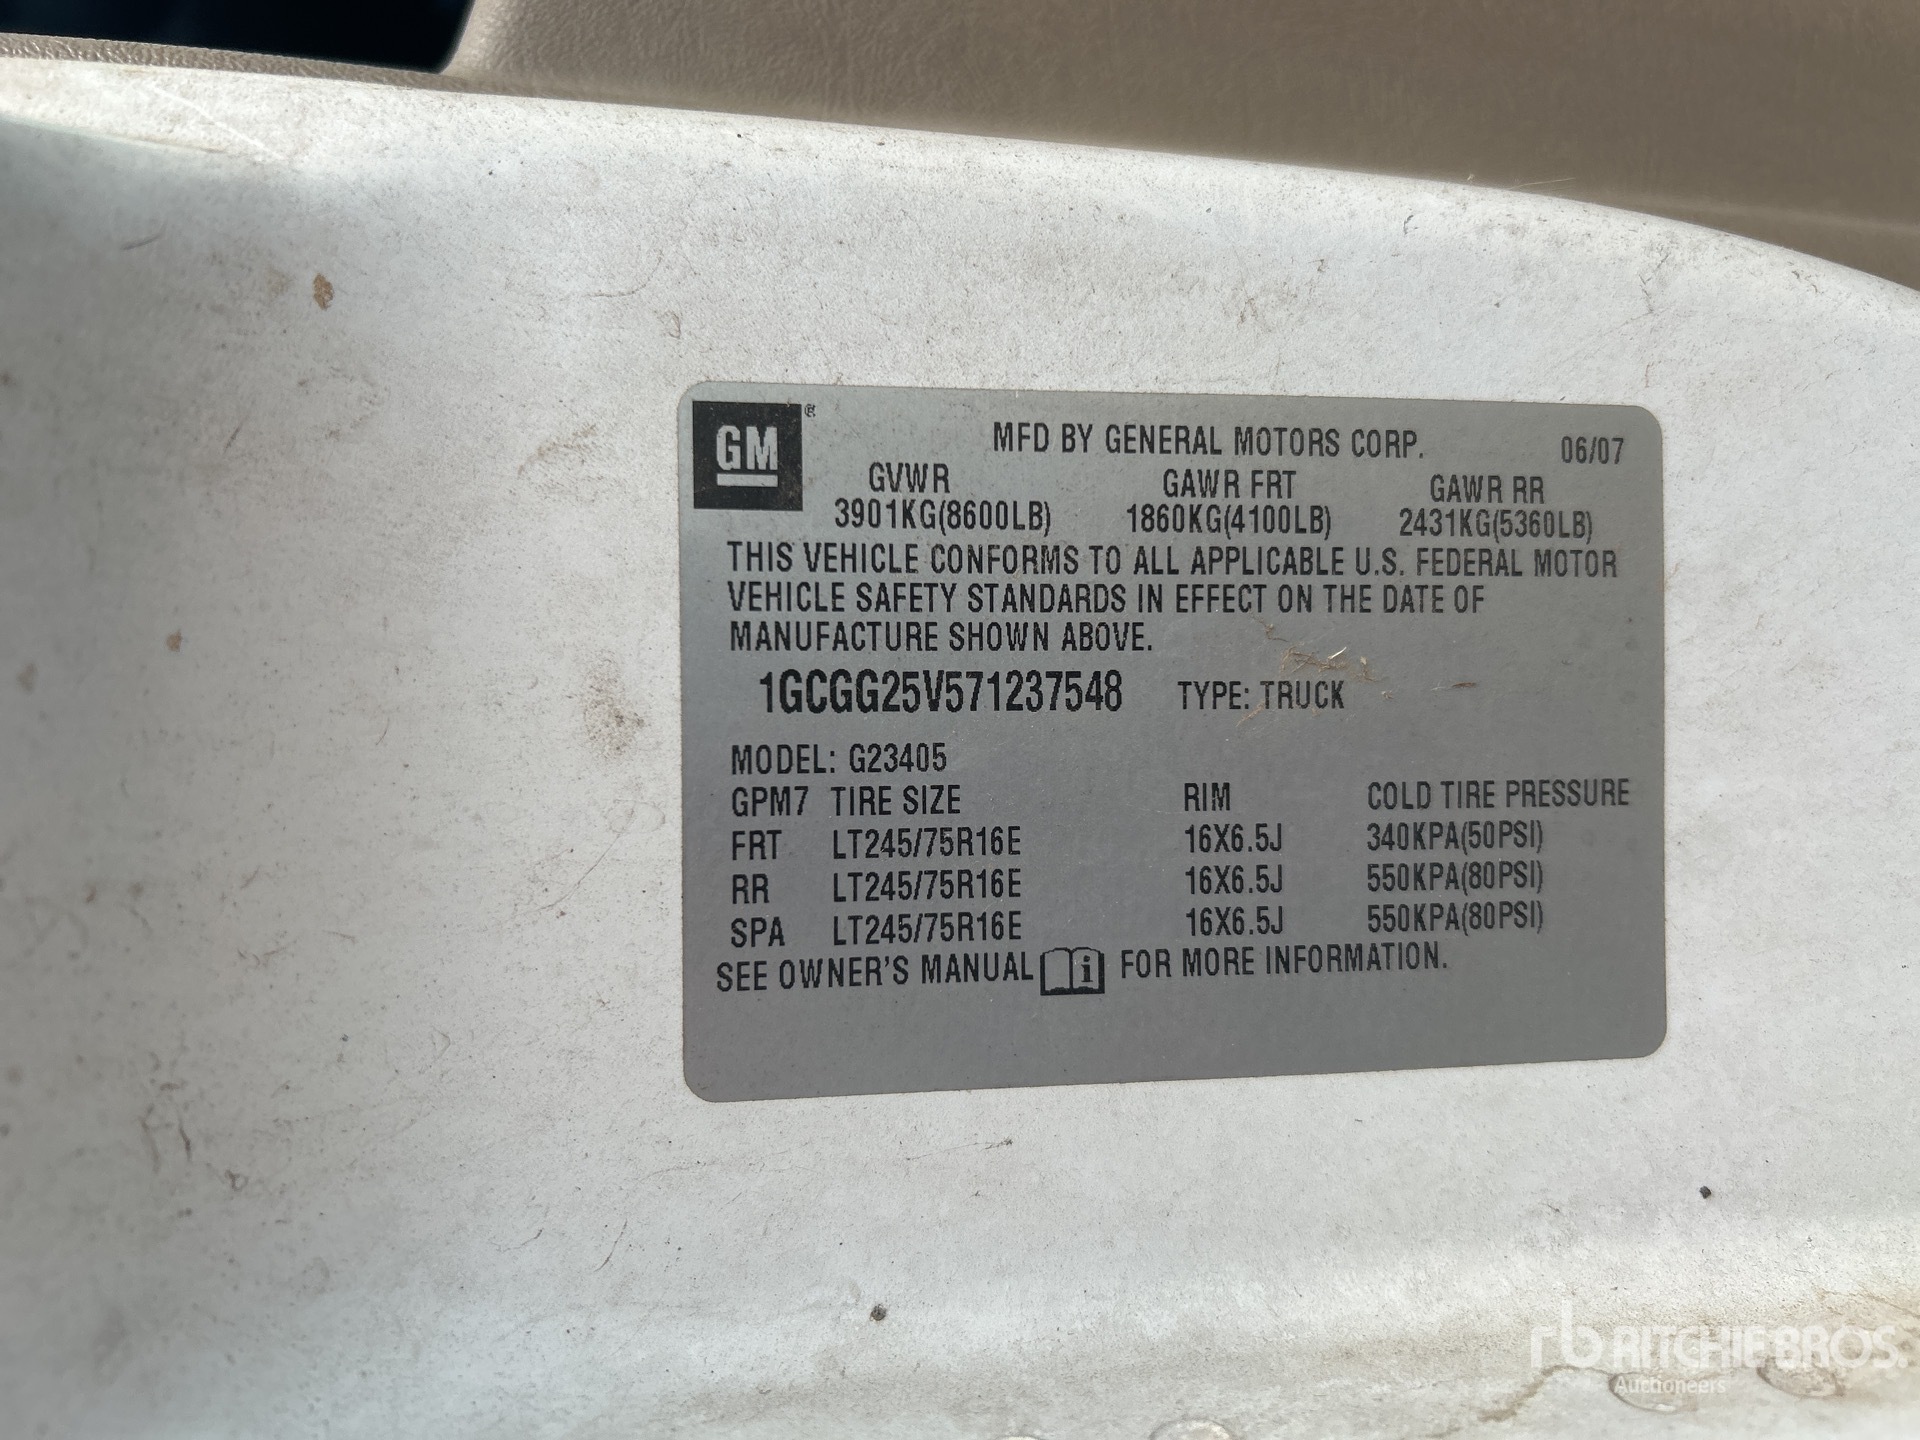 GM®
MFD BY GENERAL MOTORS CORP. 06/07
GVWR GAWR FRT GAWR RR
3901KG(8600LB) 1860KG(4100LB) 2431KG(5360LB)
THIS VEHICLE CONFORMS TO ALL APPLICABLE U.S. FEDERAL MOTOR
VEHICLE SAFETY STANDARDS IN EFFECT ON THE DATE OF
MANUFACTURE SHOWN ABOVE.
1GCGG25V571237548 TYPE: TRUCK
MODEL: G23405
GPM7 TIRE SIZE RIM COLD TIRE PRESSURE
FRT LT245/75R16E 16X6.5J 340KPA(50PSI)
RR LT245/75R16E 16X6.5J 550KPA(80PSI)
SPA LT245/75R16E 16X6.5J 550KPA(80PSI)
SEE OWNER'S MANUAL i FOR MORE INFORMATION.
rb RITCHIE BROS.
Auctioneers